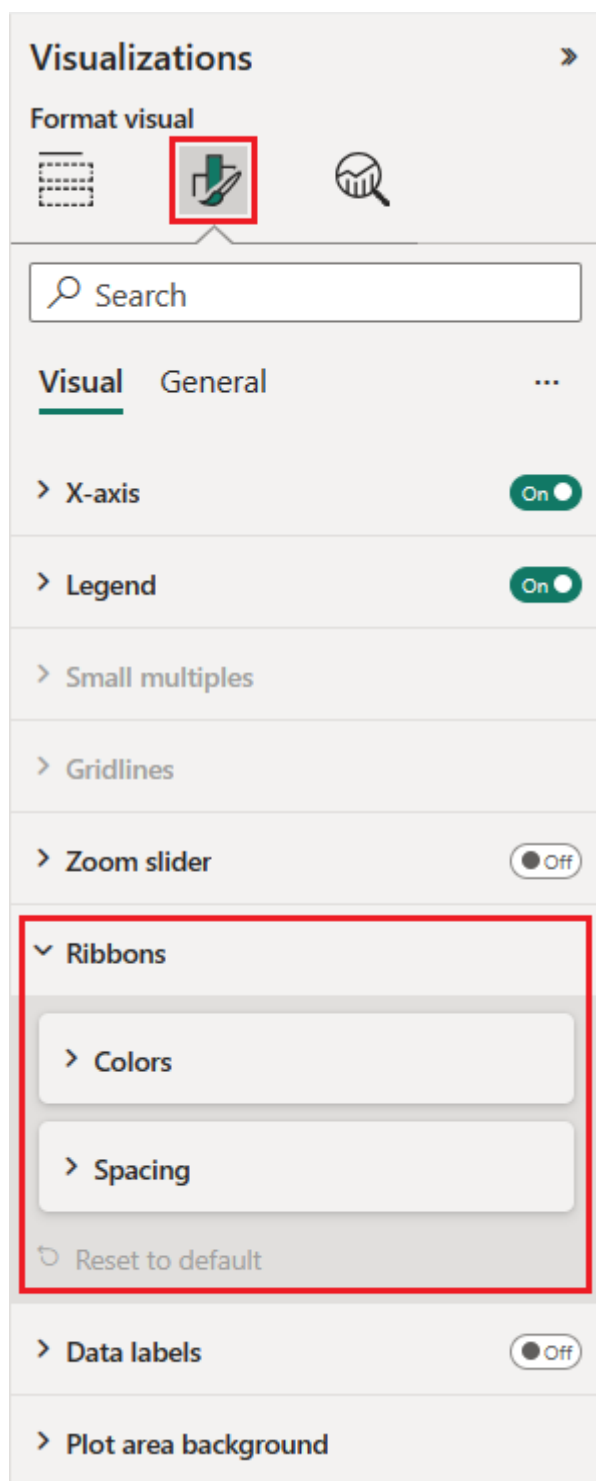 Visualizations
Format visual
Search
Visual General
X-axis On
Legend On
Small multiples
Gridlines
Zoom slider Off
Ribbons
Colors
Spacing
Reset to default
Data labels Off
Plot area background